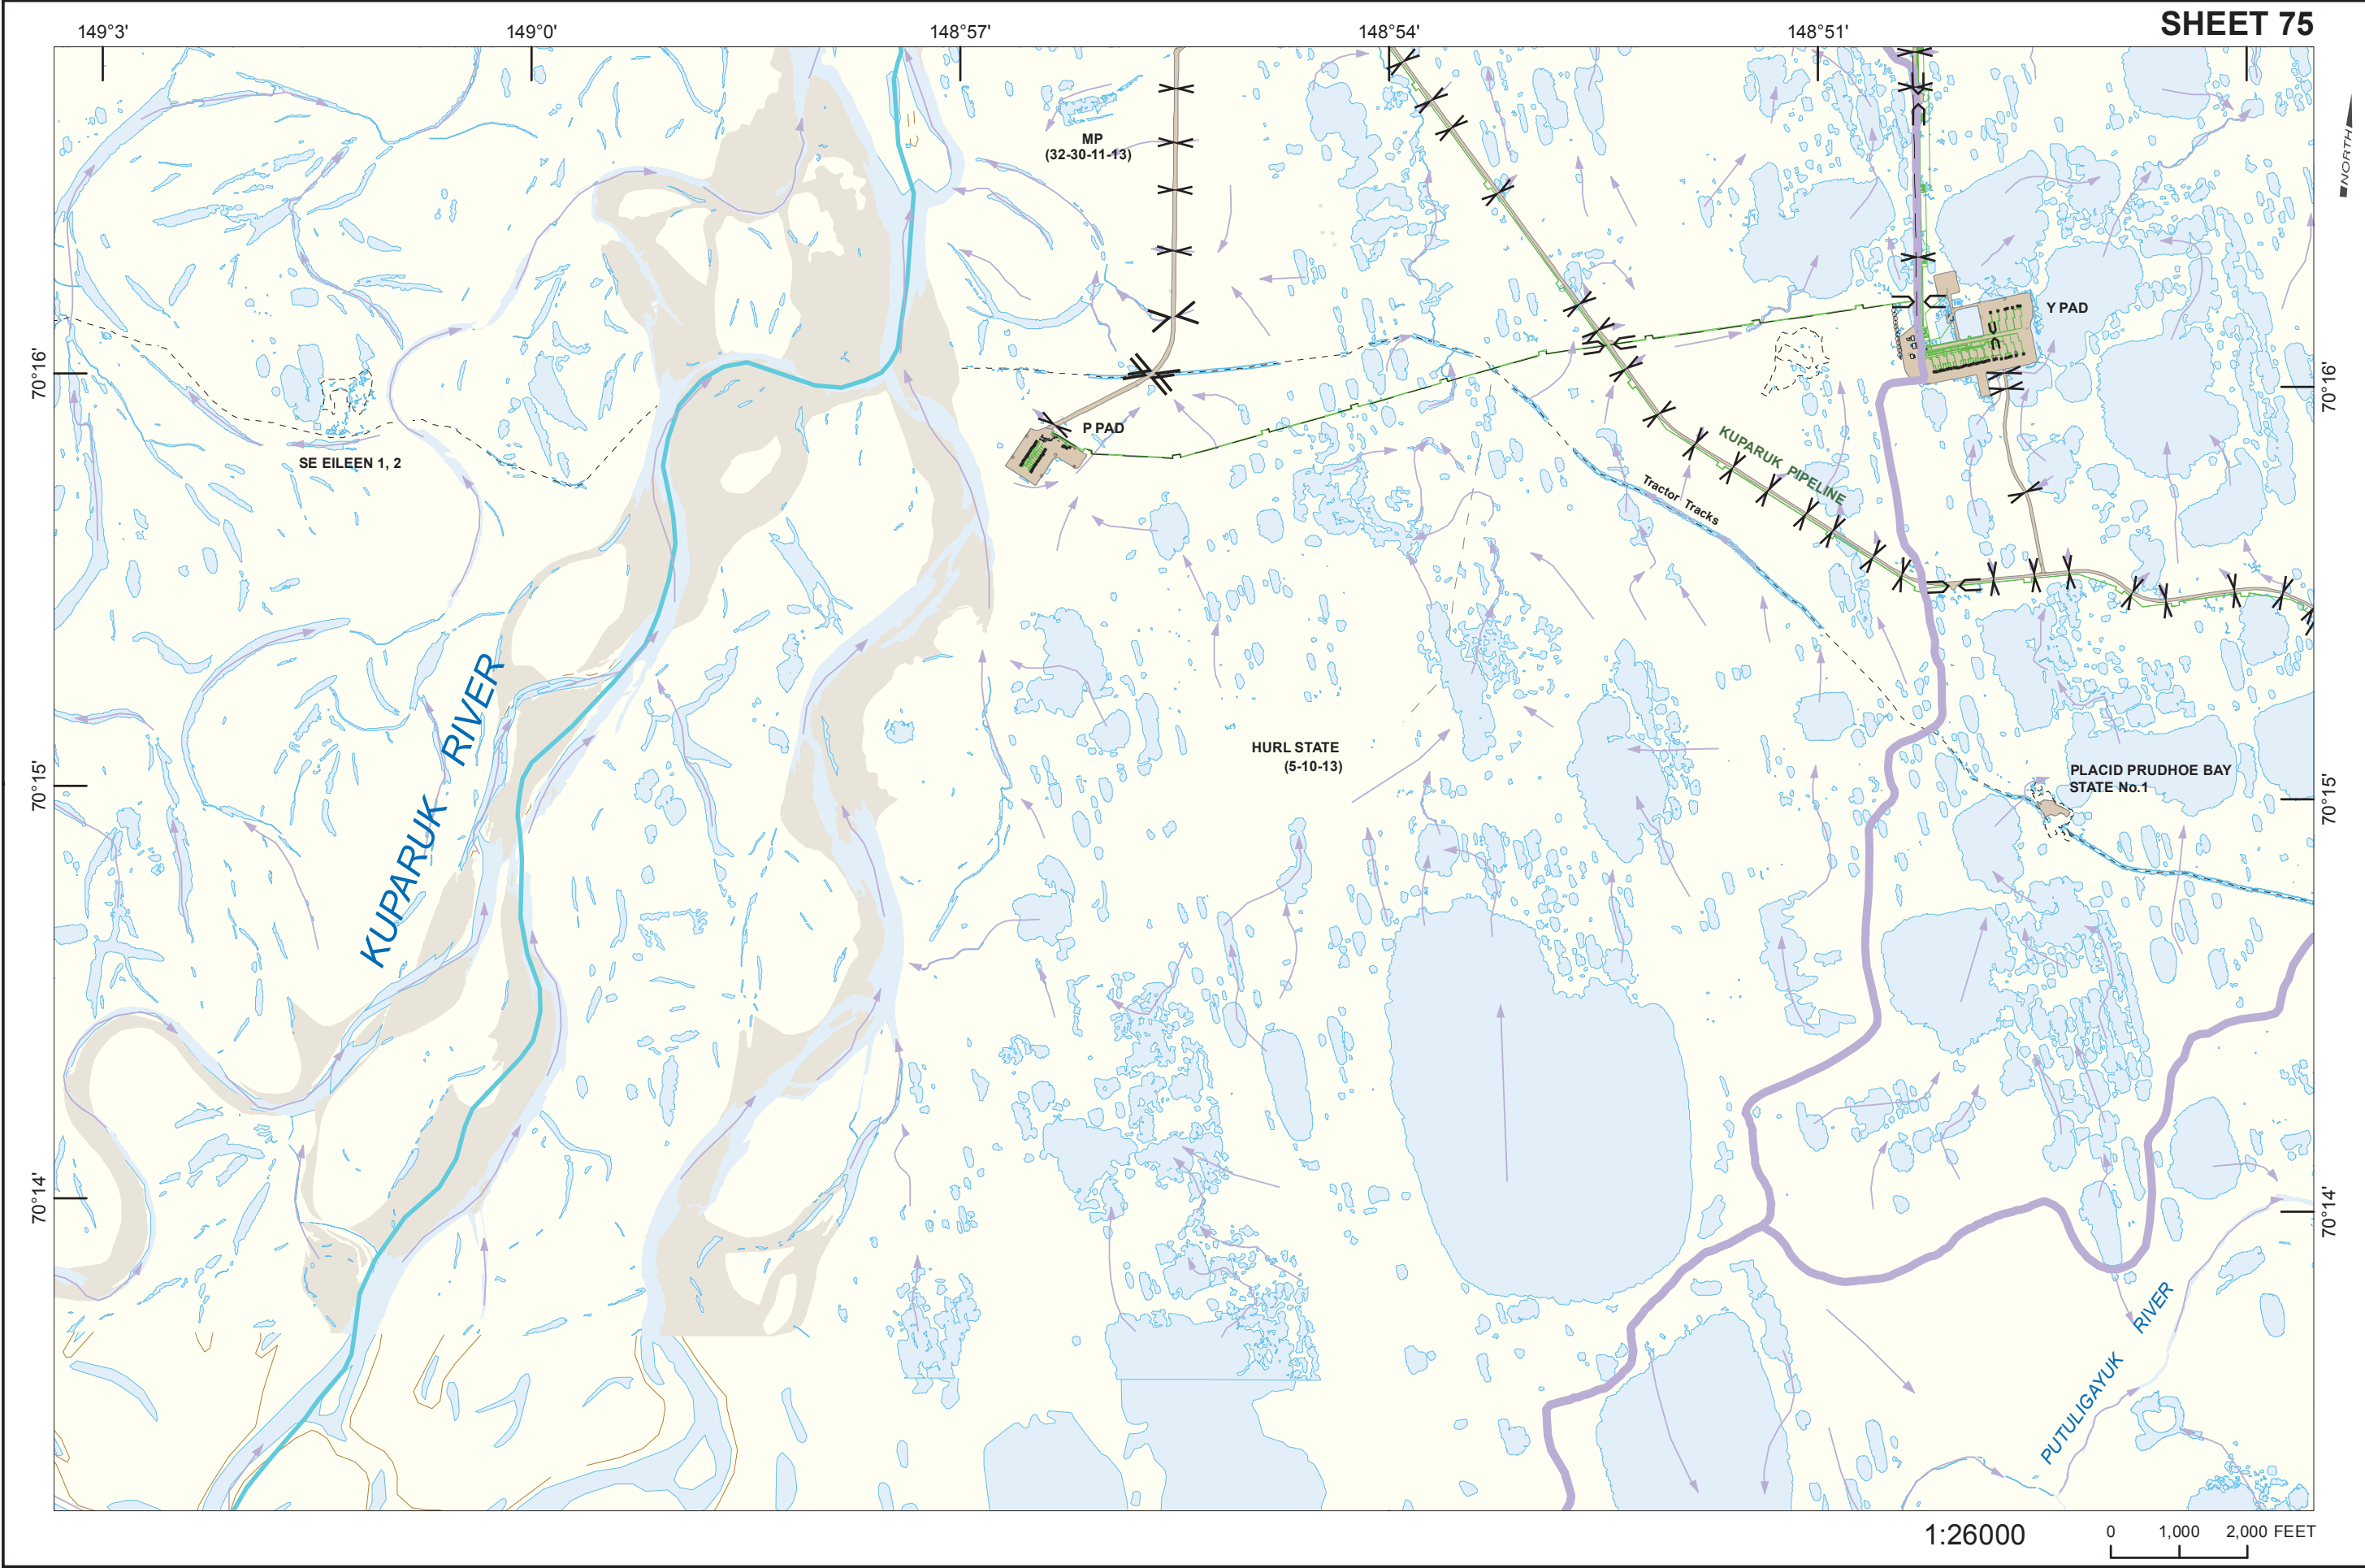 SHEET 75
149°3'
149°0'
148°57'
148°54'
148°51'
NORTH
MP
(32-30-11-13)
Y PAD
70°16'
70°16'
P PAD
SE EILEEN 1, 2
KUPARUK PIPELINE
Tractor Tracks
KUPARUK RIVER
HURL STATE
(5-10-13)
PLACID PRUDHOE BAY
STATE No.1
70°15'
70°15'
70°14'
70°14'
PUTULIGAYUK RIVER
1:26000
0 1,000 2,000 FEET